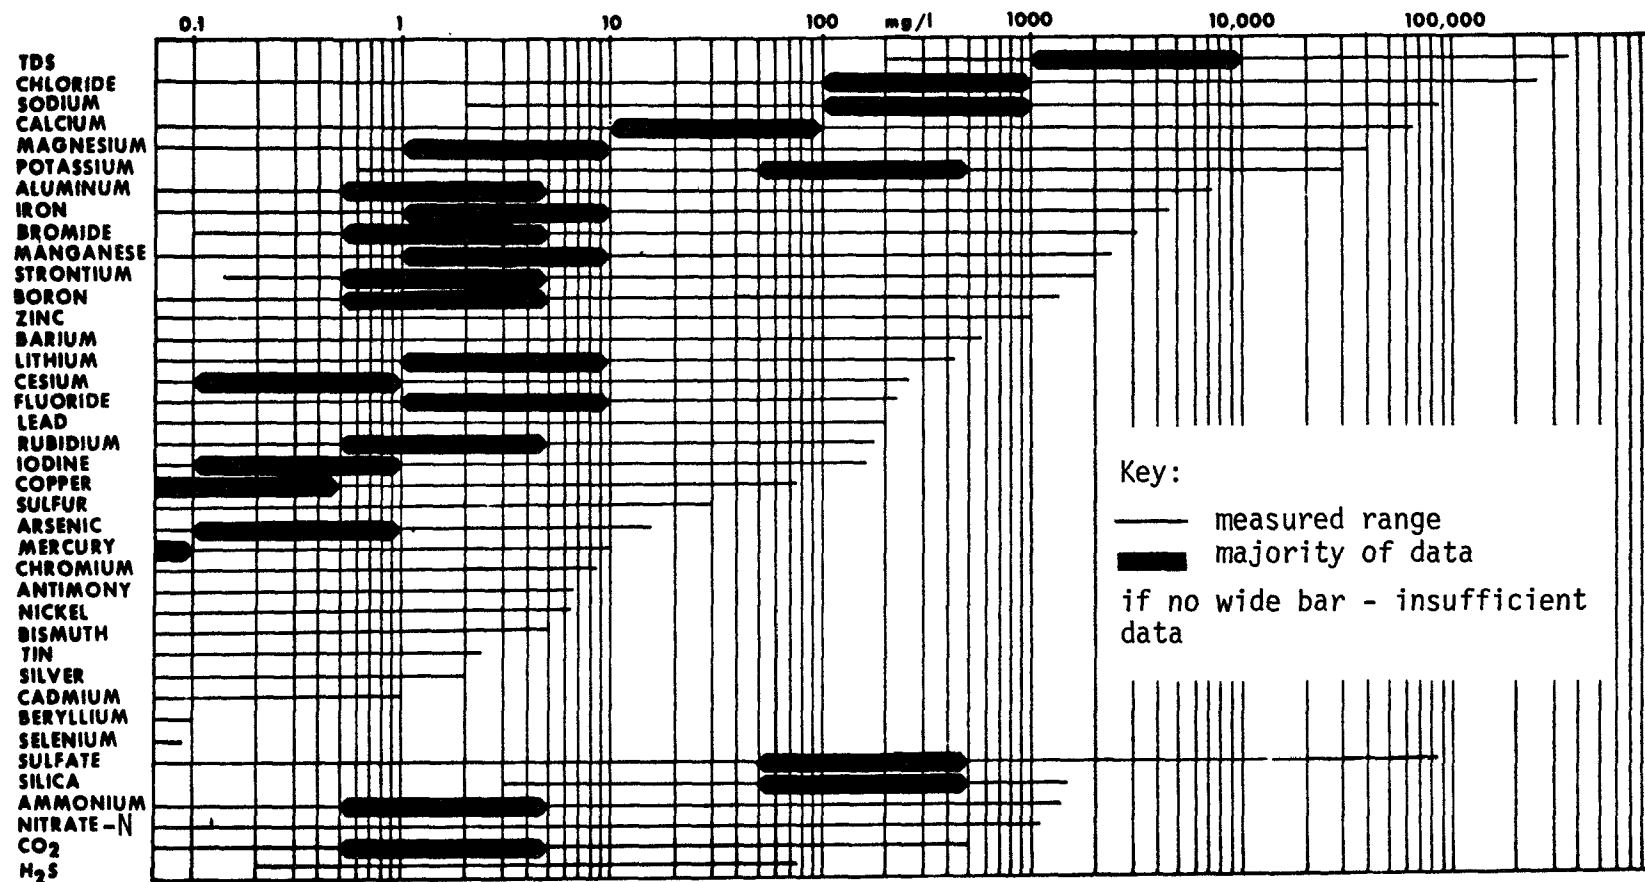 0.1 1 10 100 mg/l 1000 10,000 100,000
TDS
CHLORIDE
SODIUM
CALCIUM
MAGNESIUM
POTASSIUM
ALUMINUM
IRON
BROMIDE
MANGANESE
STRONTIUM
BORON
ZINC
BARIUM
LITHIUM
CESIUM
FLUORIDE
LEAD
RUBIDIUM
IODINE
COPPER
SULFUR
ARSENIC
MERCURY
CHROMIUM
ANTIMONY
NICKEL
BISMUTH
TIN
SILVER
CADMIUM
BERYLLIUM
SELENIUM
SULFATE
SILICA
AMMONIUM
NITRATE-N
CO2
H2S
Key:
measured range
majority of data
if no wide bar - insufficient
data